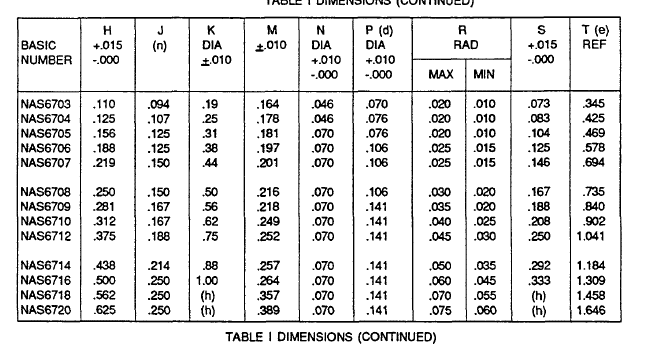 TABLE I DIMENSIONS (CONTINUED)
BASIC NUMBER | H +.015 -.000 | J (n) | K DIA ±.010 | M ±.010 | N DIA +.010 -.000 | P (d) DIA +.010 -.000 | R RAD MAX | R RAD MIN | S +.015 -.000 | T (e) REF
NAS6703 .110 .094 .19 .164 .046 .070 .020 .010 .073 .345
NAS6704 .125 .107 .25 .178 .046 .076 .020 .010 .083 .425
NAS6705 .156 .125 .31 .181 .070 .076 .020 .010 .104 .469
NAS6706 .188 .125 .38 .197 .070 .106 .025 .015 .125 .578
NAS6707 .219 .150 .44 .201 .070 .106 .025 .015 .146 .694
NAS6708 .250 .150 .50 .216 .070 .106 .030 .020 .167 .735
NAS6709 .281 .167 .56 .218 .070 .141 .035 .020 .188 .840
NAS6710 .312 .167 .62 .249 .070 .141 .040 .025 .208 .902
NAS6712 .375 .188 .75 .252 .070 .141 .045 .030 .250 1.041
NAS6714 .438 .214 .88 .257 .070 .141 .050 .035 .292 1.184
NAS6716 .500 .250 1.00 .264 .070 .141 .060 .045 .333 1.309
NAS6718 .562 .250 (h) .357 .070 .141 .070 .055 (h) 1.458
NAS6720 .625 .250 (h) .389 .070 .141 .075 .060 (h) 1.646
TABLE I DIMENSIONS (CONTINUED)